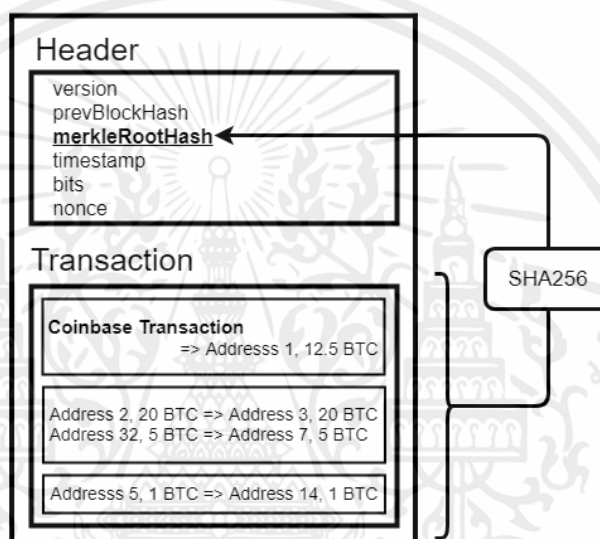 Header
version
prevBlockHash
merkleRootHash
timestamp
bits
nonce
SHA256
Transaction
Coinbase Transaction
=> Addresss 1, 12.5 BTC
Address 2, 20 BTC => Address 3, 20 BTC
Address 32, 5 BTC => Address 7, 5 BTC
Addresss 5, 1 BTC => Address 14, 1 BTC